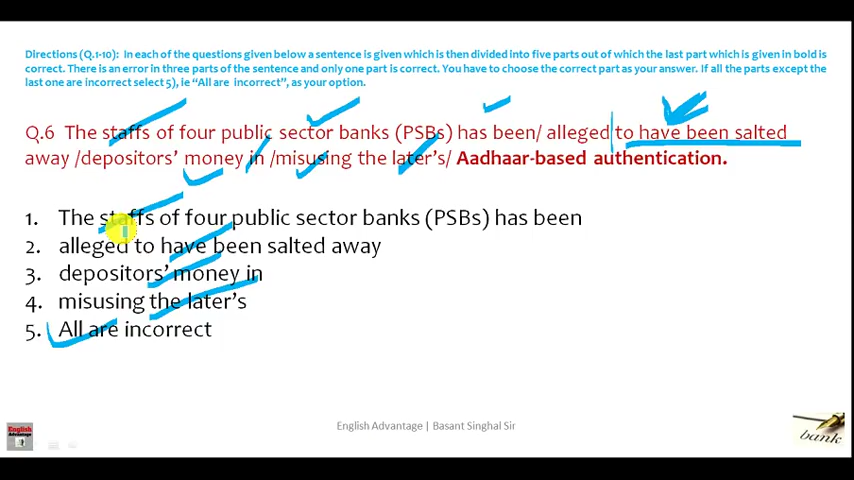 Directions (Q.1-10): In each of the questions given below a sentence is given which is then divided into five parts out of which the last part which is given in bold is
correct. There is an error in three parts of the sentence and only one part is correct. You have to choose the correct part as your answer. If all the parts except the
last one are incorrect select 5), ie “All are incorrect”, as your option.
Q.6 The staffs of four public sector banks (PSBs) has been/ alleged to have been salted
away /depositors’ money in /misusing the later’s/ Aadhaar-based authentication.
1. The staffs of four public sector banks (PSBs) has been
2. alleged to have been salted away
3. depositors’ money in
4. misusing the later’s
5. All are incorrect
English Advantage | Basant Singhal Sir
English
Advantage
bank